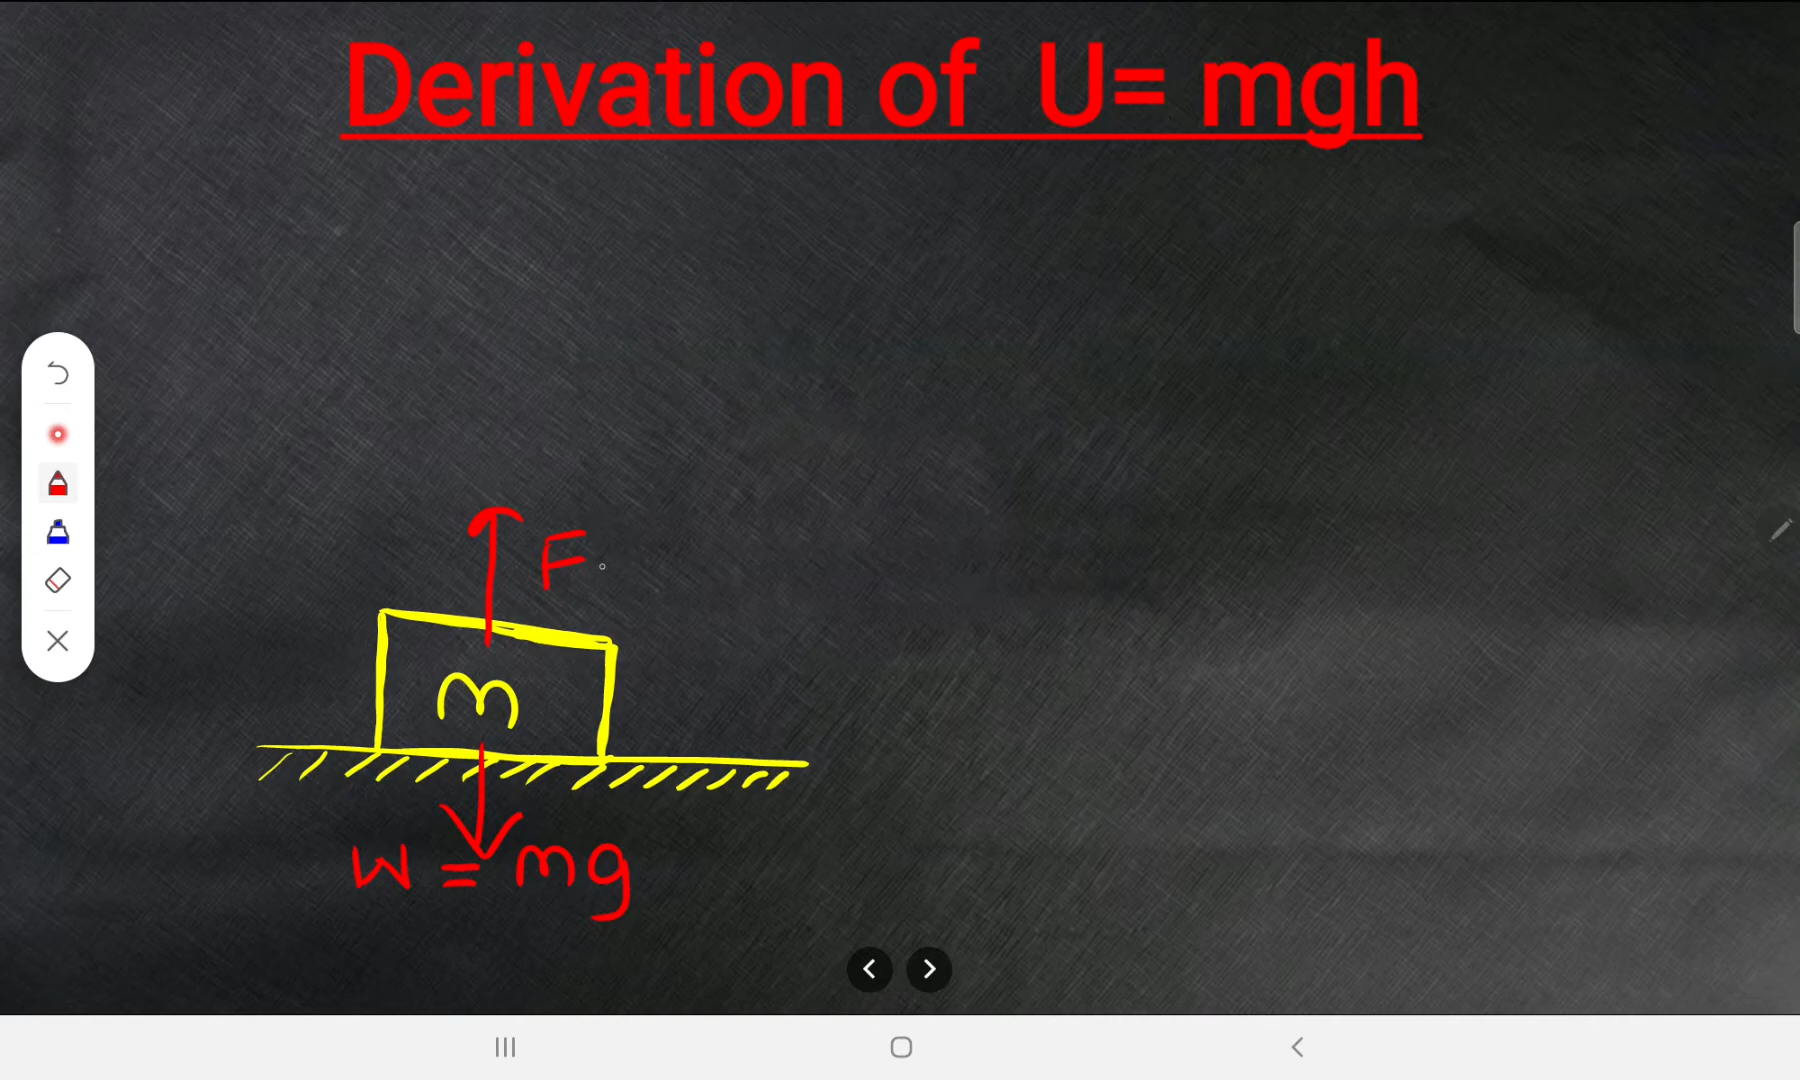 Derivation of U= mgh
F
m
W = mg